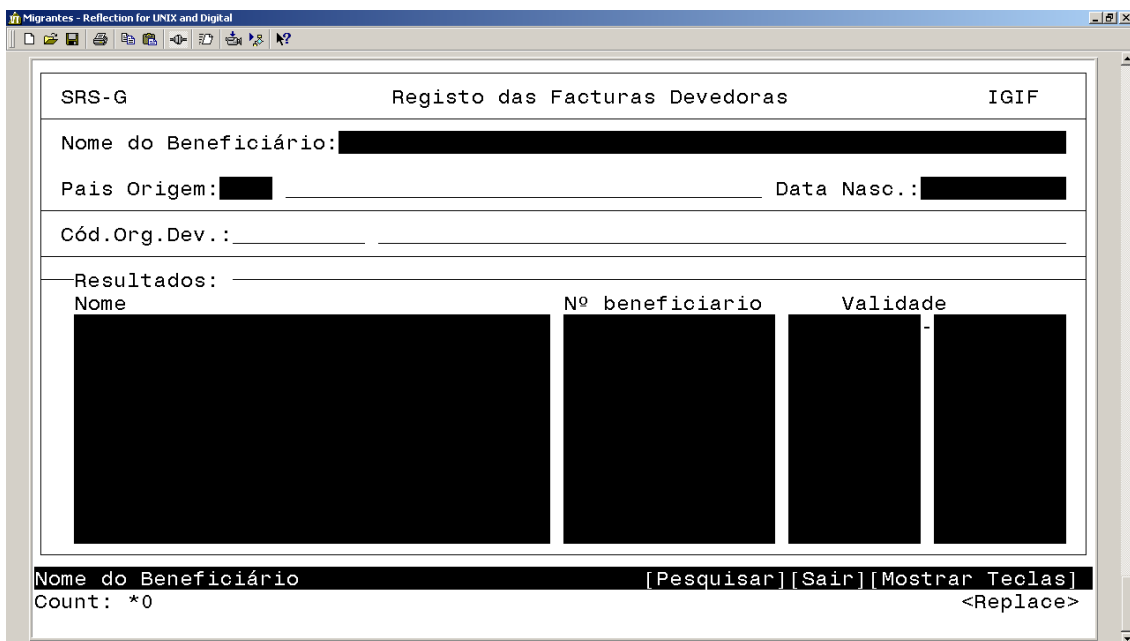 Migrantes - Reflection for UNIX and Digital
SRS-G Registo das Facturas Devedoras IGIF
Nome do Beneficiário:
Pais Origem: Data Nasc.:
Cód.Org.Dev.:
Resultados:
Nome Nº beneficiario Validade
-
Nome do Beneficiário [Pesquisar][Sair][Mostrar Teclas]
Count: *0 <Replace>